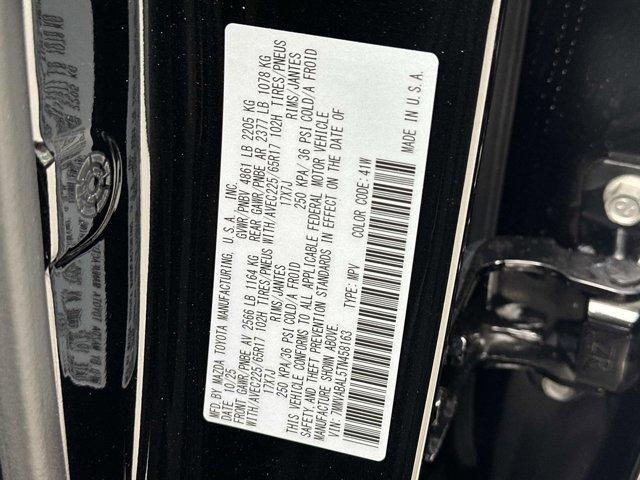 MFD.BY MAZDA TOYOTA MANUFACTURING, U.S.A., INC.
DATE: 10/25 GVWR/PNBV 4861 LB 2205 KG
FRONT GAWR/PNBE AV 2566 LB 1164 KG REAR GAWR/PNBE AR 2377 LB 1078 KG
WITH/AVEC225/65R17 102H TIRES/PNEUS WITH/AVEC225/65R17 102H TIRES/PNEUS
17X7J RIMS/JANTES 17X7J RIMS/JANTES
250 KPA/36 PSI COLD/A FROID 250 KPA/36 PSI COLD/A FROID
THIS VEHICLE CONFORMS TO ALL APPLICABLE FEDERAL MOTOR VEHICLE
SAFETY AND THEFT PREVENTION STANDARDS IN EFFECT ON THE DATE OF
MANUFACTURE SHOWN ABOVE.
VIN: 7MMVABAL5TN458163 TYPE: MPV COLOR CODE: 41W
MADE IN U.S.A.